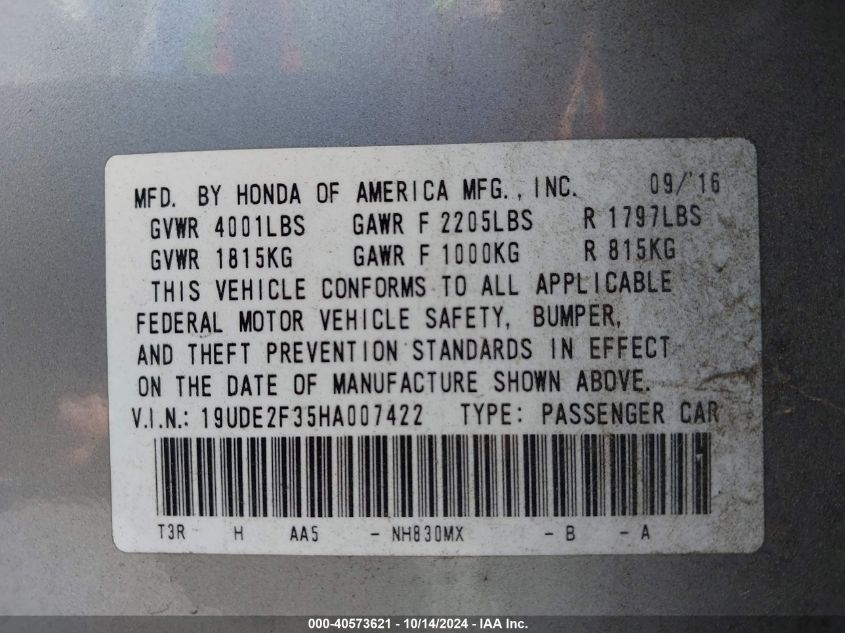 MFD. BY HONDA OF AMERICA MFG., INC. 09/'16
GVWR 4001LBS GAWR F 2205LBS R 1797LBS
GVWR 1815KG GAWR F 1000KG R 815KG
THIS VEHICLE CONFORMS TO ALL APPLICABLE
FEDERAL MOTOR VEHICLE SAFETY, BUMPER,
AND THEFT PREVENTION STANDARDS IN EFFECT
ON THE DATE OF MANUFACTURE SHOWN ABOVE.
V.I.N.: 19UDE2F35HA007422 TYPE: PASSENGER CAR
T3R H AA5 - NH830MX - B - A
000-40573621 | 10/14/2024 - IAA Inc.